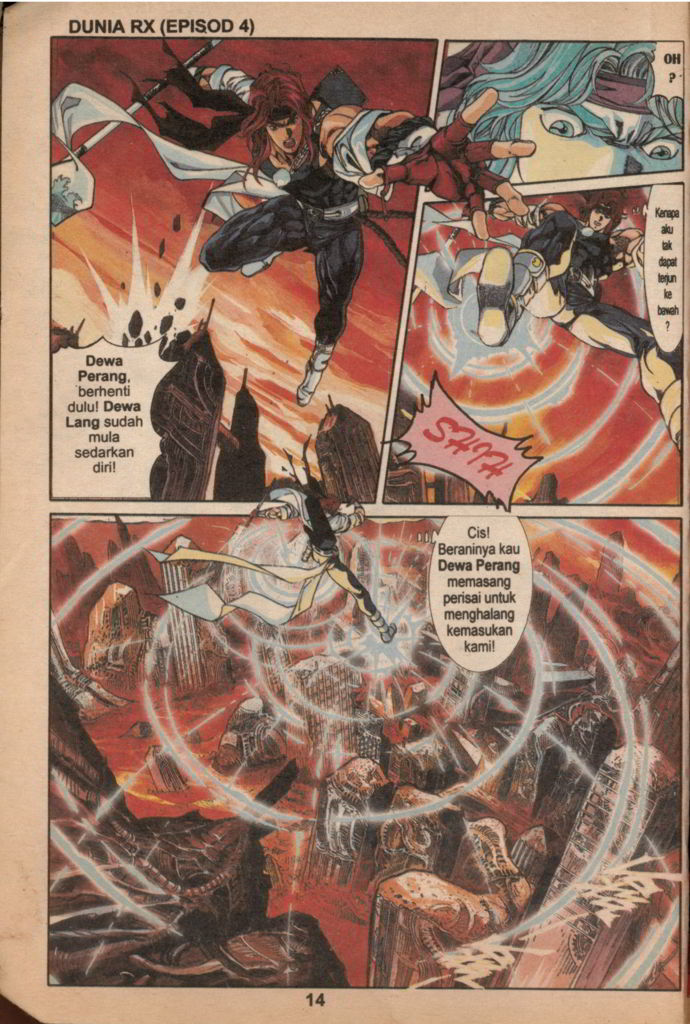 DUNIA RX (EPISOD 4)
Dewa
Perang,
berhenti
dulu! Dewa
Lang sudah
mula
sedarkan
diri!
OH
?
Kenapa
aku
tak
dapat
terjun
ke
bawah
?
Cis!
Beraninya kau
Dewa Perang
memasang
perisai untuk
menghalang
kemasukan
kami!
14